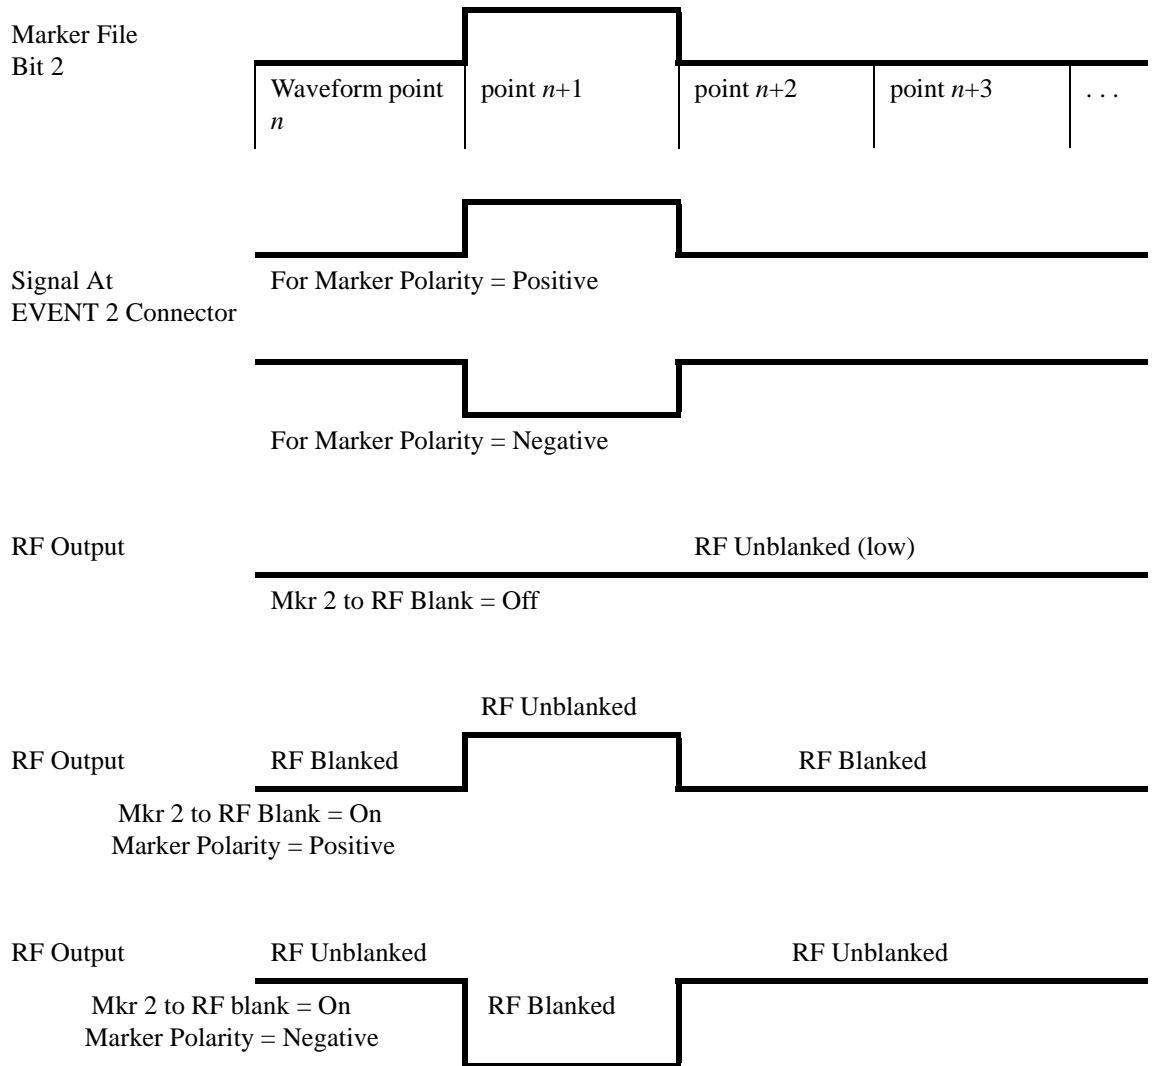 Marker File
Bit 2
Waveform point
n
point n+1
point n+2
point n+3
. . .
Signal At
EVENT 2 Connector
For Marker Polarity = Positive
For Marker Polarity = Negative
RF Output
RF Unblanked (low)
Mkr 2 to RF Blank = Off
RF Unblanked
RF Output
RF Blanked
RF Blanked
Mkr 2 to RF Blank = On
Marker Polarity = Positive
RF Output
RF Unblanked
RF Unblanked
Mkr 2 to RF blank = On
Marker Polarity = Negative
RF Blanked